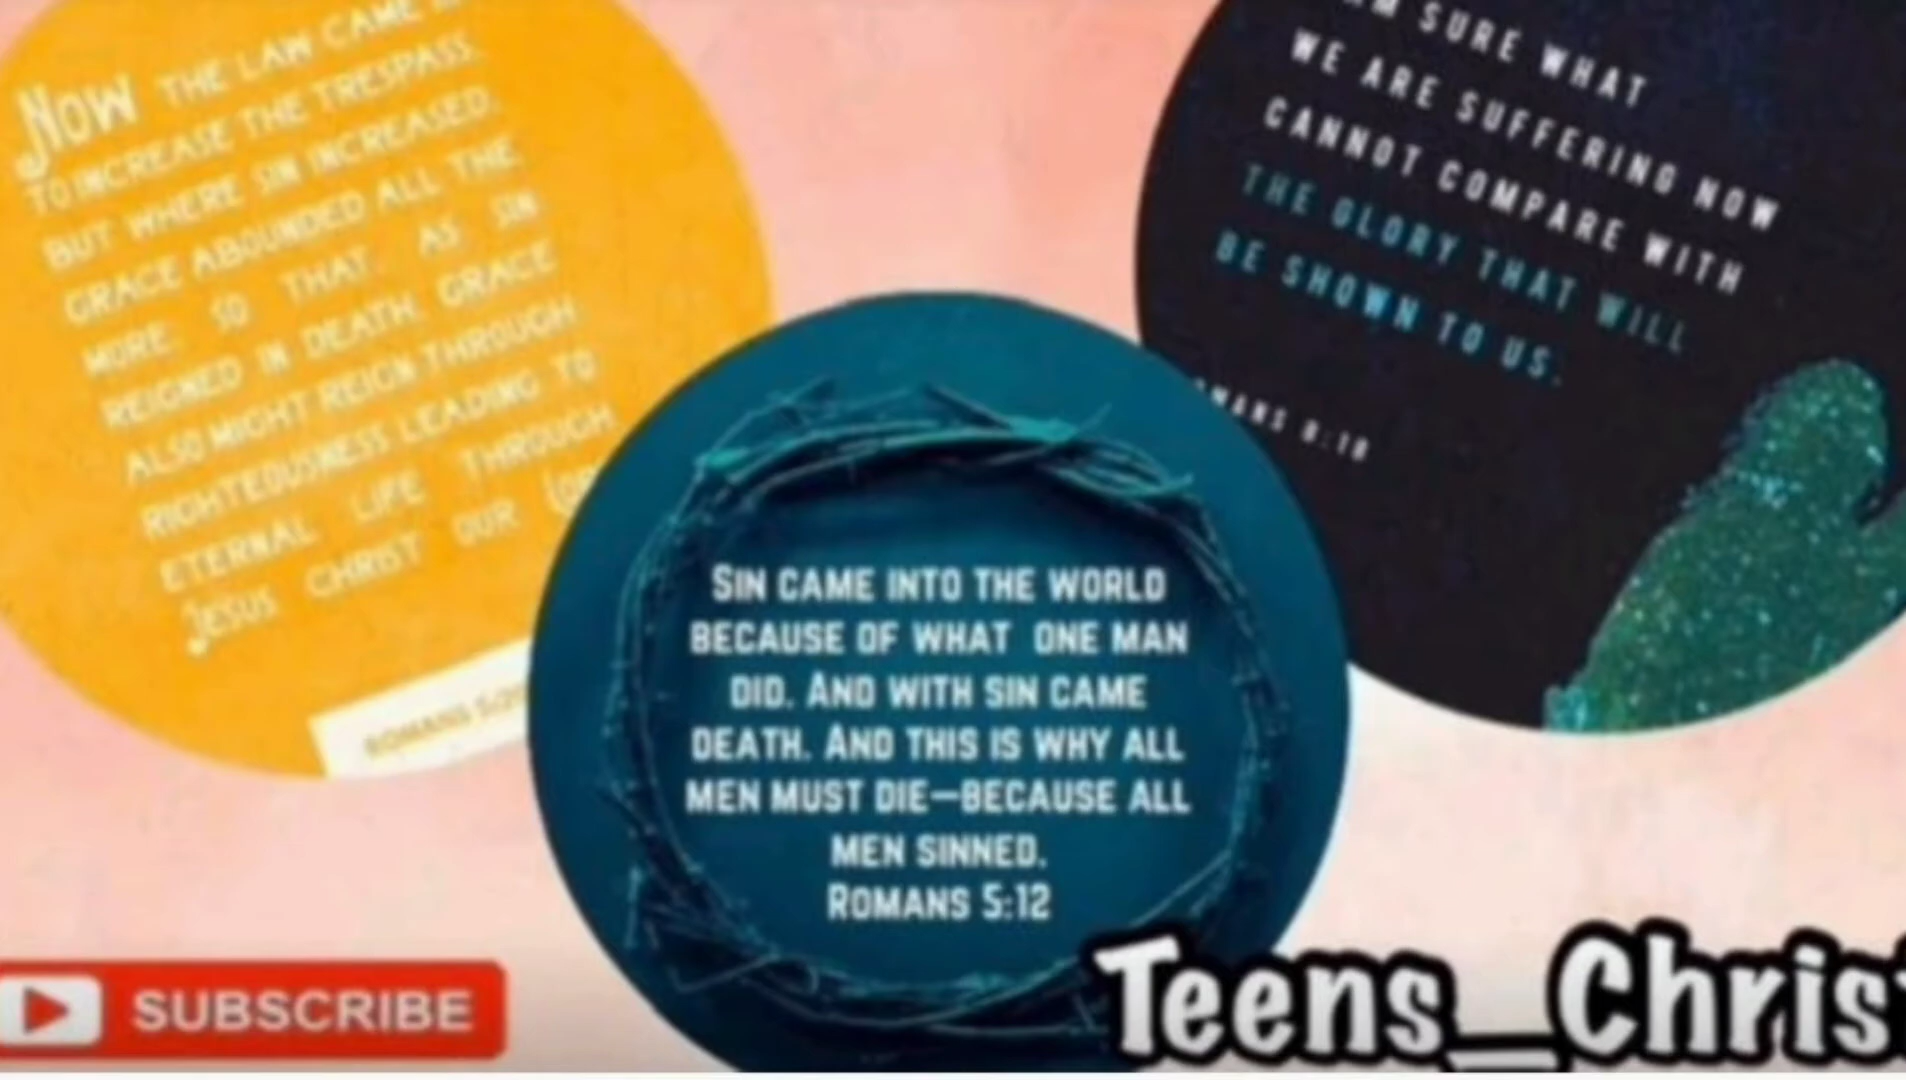 NOW THE LAW CAME
TO INCREASE THE TRESPASS.
BUT WHERE SIN INCREASED,
GRACE ABOUNDED ALL THE
MORE, SO THAT, AS SIN
REIGNED IN DEATH, GRACE
ALSO MIGHT REIGN THROUGH
RIGHTEOUSNESS LEADING TO
ETERNAL LIFE THROUGH
JESUS CHRIST OUR
ROMANS
SURE WHAT
WE ARE SUFFERING NOW
CANNOT COMPARE WITH
THE GLORY THAT WILL
BE SHOWN TO US.
8:18
SIN CAME INTO THE WORLD
BECAUSE OF WHAT ONE MAN
DID. AND WITH SIN CAME
DEATH. AND THIS IS WHY ALL
MEN MUST DIE—BECAUSE ALL
MEN SINNED.
ROMANS 5:12
SUBSCRIBE
Teens_Chris